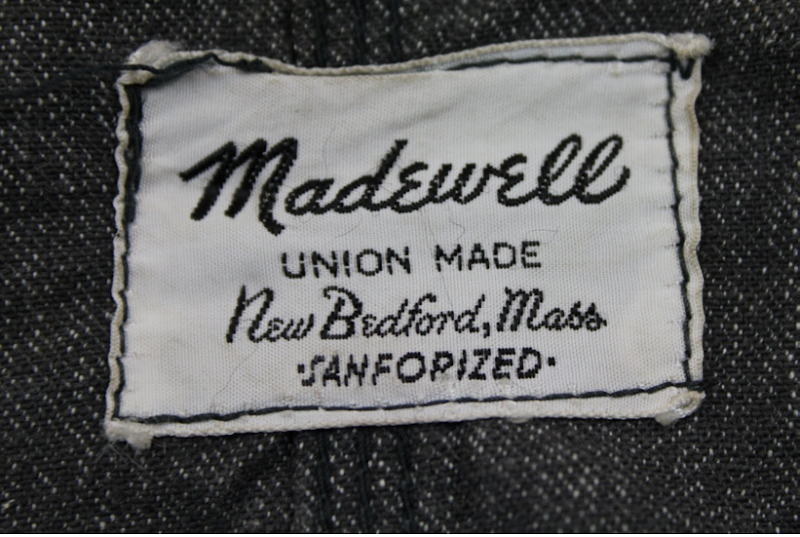 Madewell
UNION MADE
New Bedford, Mass.
·SANFORIZED·